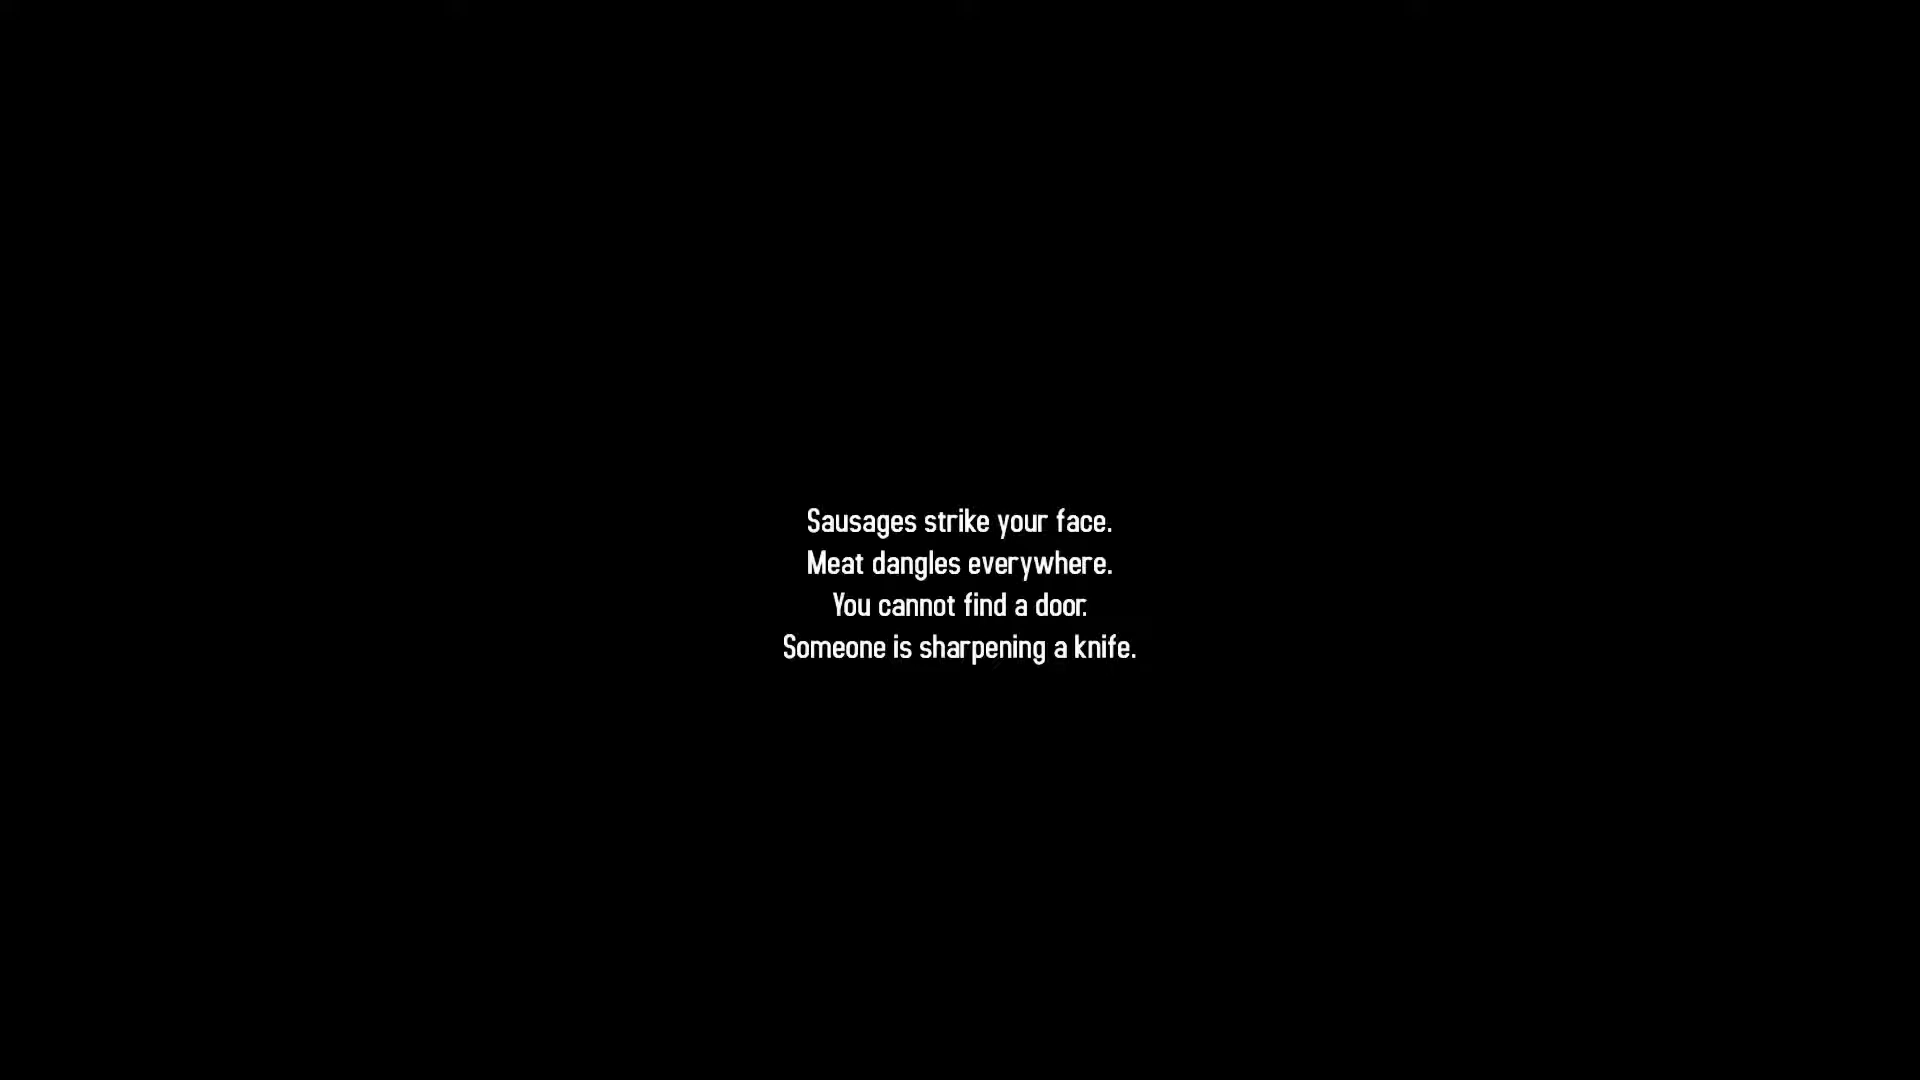 Sausages strike your face.
Meat dangles everywhere.
You cannot find a door.
Someone is sharpening a knife.